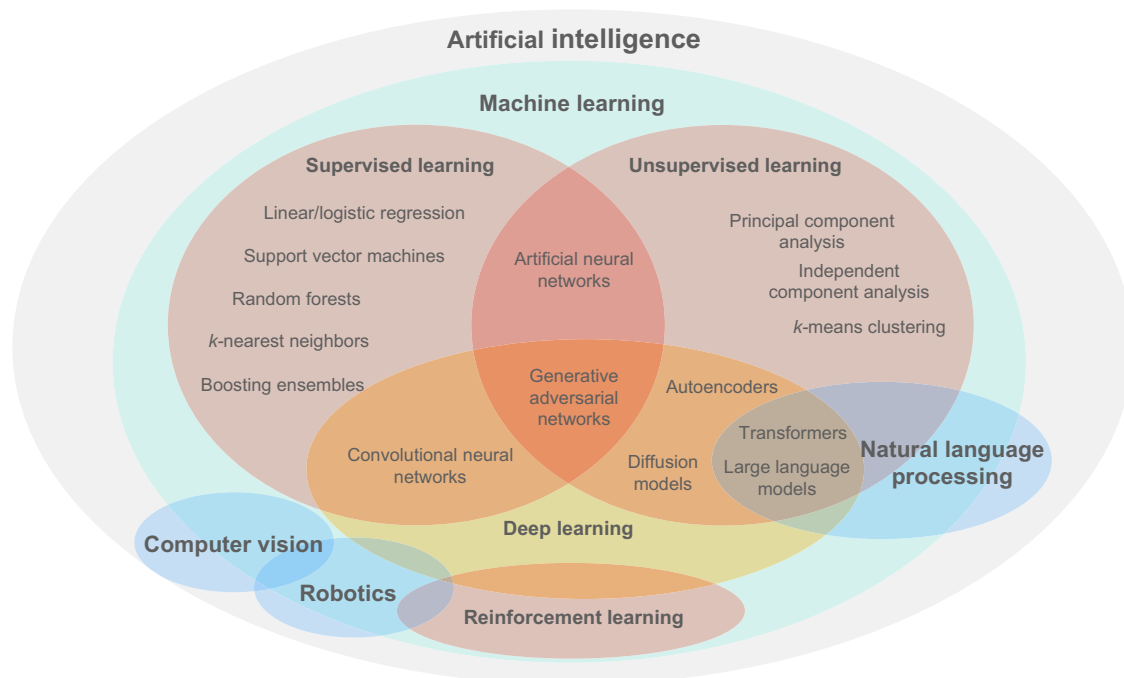 Artificial intelligence
Machine learning
Supervised learning
Unsupervised learning
Linear/logistic regression
Support vector machines
Random forests
k-nearest neighbors
Boosting ensembles
Artificial neural
networks
Principal component
analysis
Independent
component analysis
k-means clustering
Generative
adversarial
networks
Autoencoders
Convolutional neural
networks
Diffusion
models
Transformers
Large language
models
Natural language
processing
Deep learning
Computer vision
Robotics
Reinforcement learning